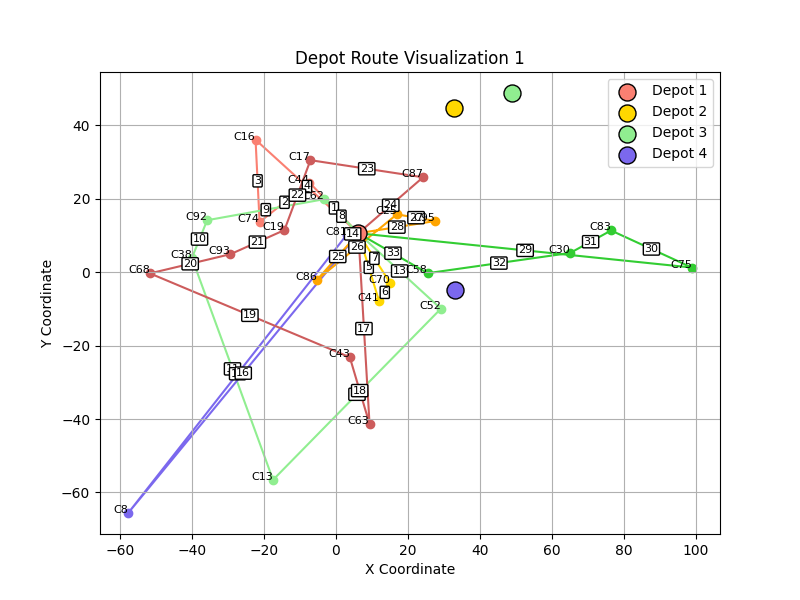 Depot Route Visualization 1
Depot 1
Depot 2
Depot 3
Depot 4
C16
C17
23
C87
3
C44
4
22
C62
2
9
1
8
24
C92
C74
C19
28
C95
C81
14
10
21
26
C93
C38
20
25
7
5
33
13
C58
29
C30
31
C83
30
C75
32
C68
C86
C70
6
C41
C52
19
17
C43
16
18
C63
C13
C8
−60
−40
−20
0
20
40
60
80
100
40
20
0
−20
−40
−60
X Coordinate
Y Coordinate